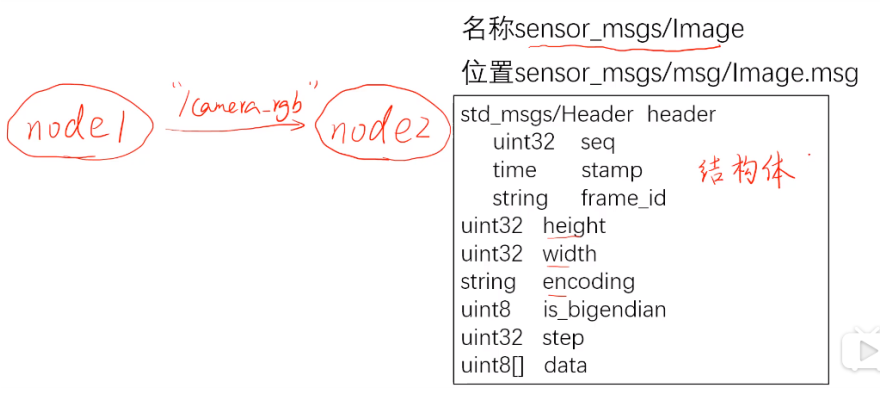 名称sensor_msgs/Image
位置sensor_msgs/msg/Image.msg
node1
"/camera_rgb"
node2
std_msgs/Header header
uint32 seq
time stamp
string frame_id
结构体
uint32 height
uint32 width
string encoding
uint8 is_bigendian
uint32 step
uint8[] data